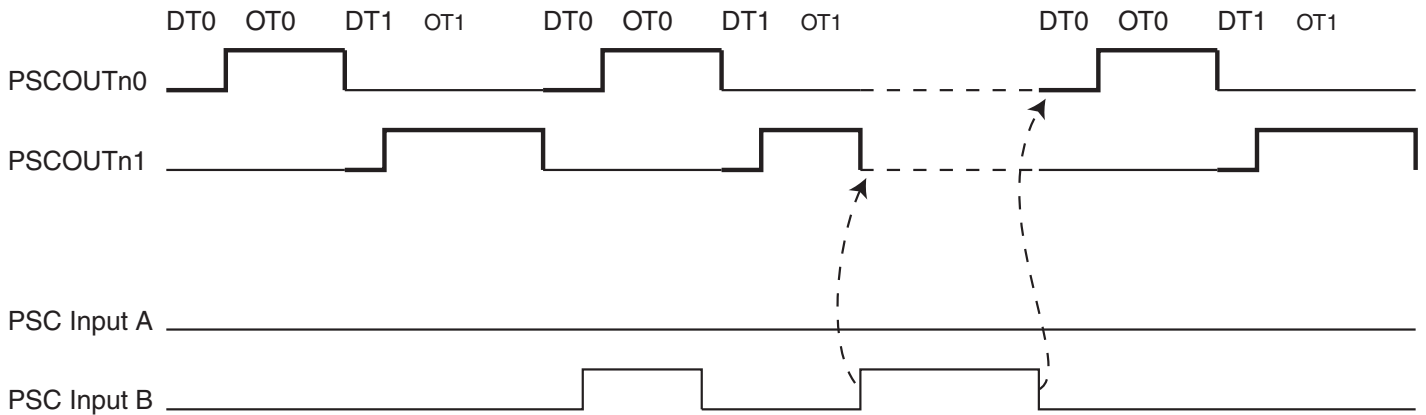 DT0 OT0 DT1 OT1 DT0 OT0 DT1 OT1 DT0 OT0 DT1 OT1
PSCOUTn0
PSCOUTn1
PSC Input A
PSC Input B